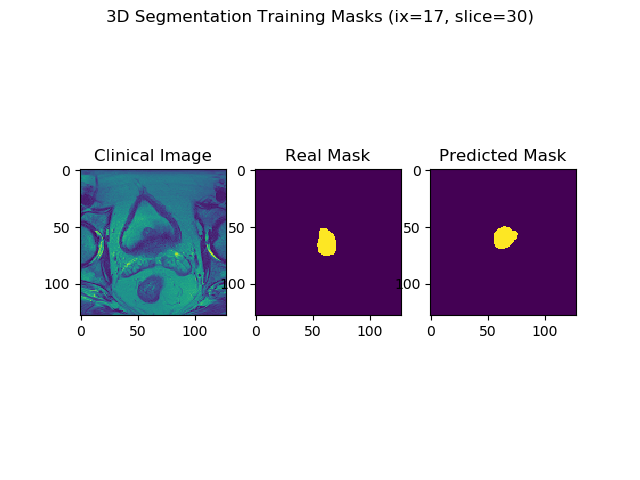 3D Segmentation Training Masks (ix=17, slice=30)
Clinical Image Real Mask Predicted Mask
0 0 0
50 50 50
100 100 100
0 50 100 0 50 100 0 50 100